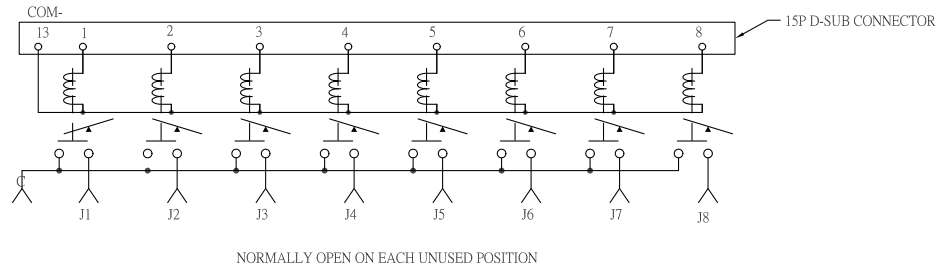 COM-
13 1 2 3 4 5 6 7 8
15P D-SUB CONNECTOR
C
J1 J2 J3 J4 J5 J6 J7 J8
NORMALLY OPEN ON EACH UNUSED POSITION